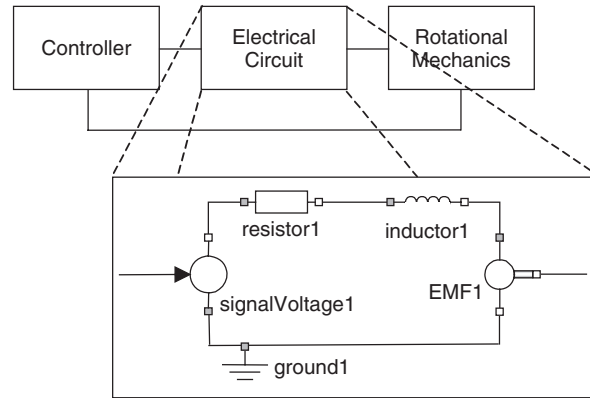 Controller
Electrical
Circuit
Rotational
Mechanics
resistor1
inductor1
signalVoltage1
EMF1
ground1